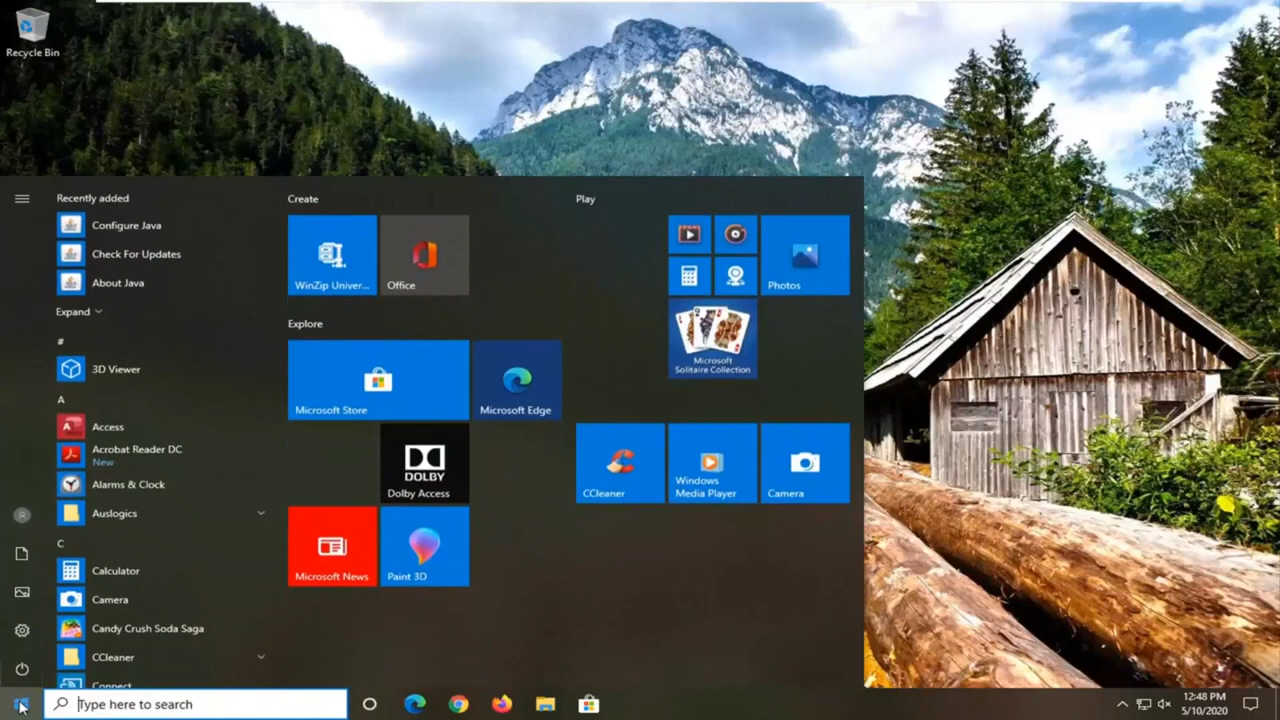 Recycle Bin
Recently added
Configure Java
Check For Updates
About Java
Expand
#
3D Viewer
A
Access
Acrobat Reader DC
New
Alarms & Clock
Auslogics
C
Calculator
Camera
Candy Crush Soda Saga
CCleaner
Connect
Create
WinZip Univer...
Office
Explore
Microsoft Store
Microsoft Edge
DOLBY
Dolby Access
Microsoft News
Paint 3D
Play
Photos
Microsoft
Solitaire Collection
CCleaner
Windows
Media Player
Camera
Type here to search
12:48 PM
5/10/2020